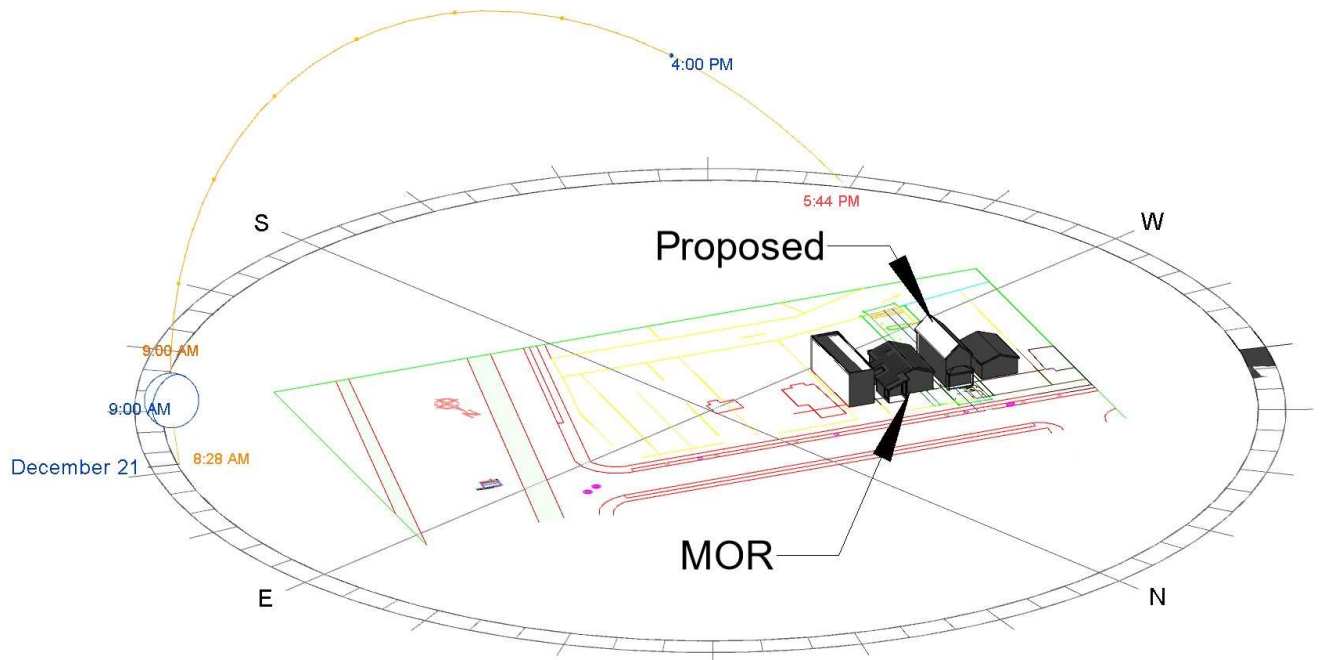 4:00 PM
5:44 PM
S
W
Proposed
9:00 AM
9:00 AM
8:28 AM
December 21
MOR
E
N